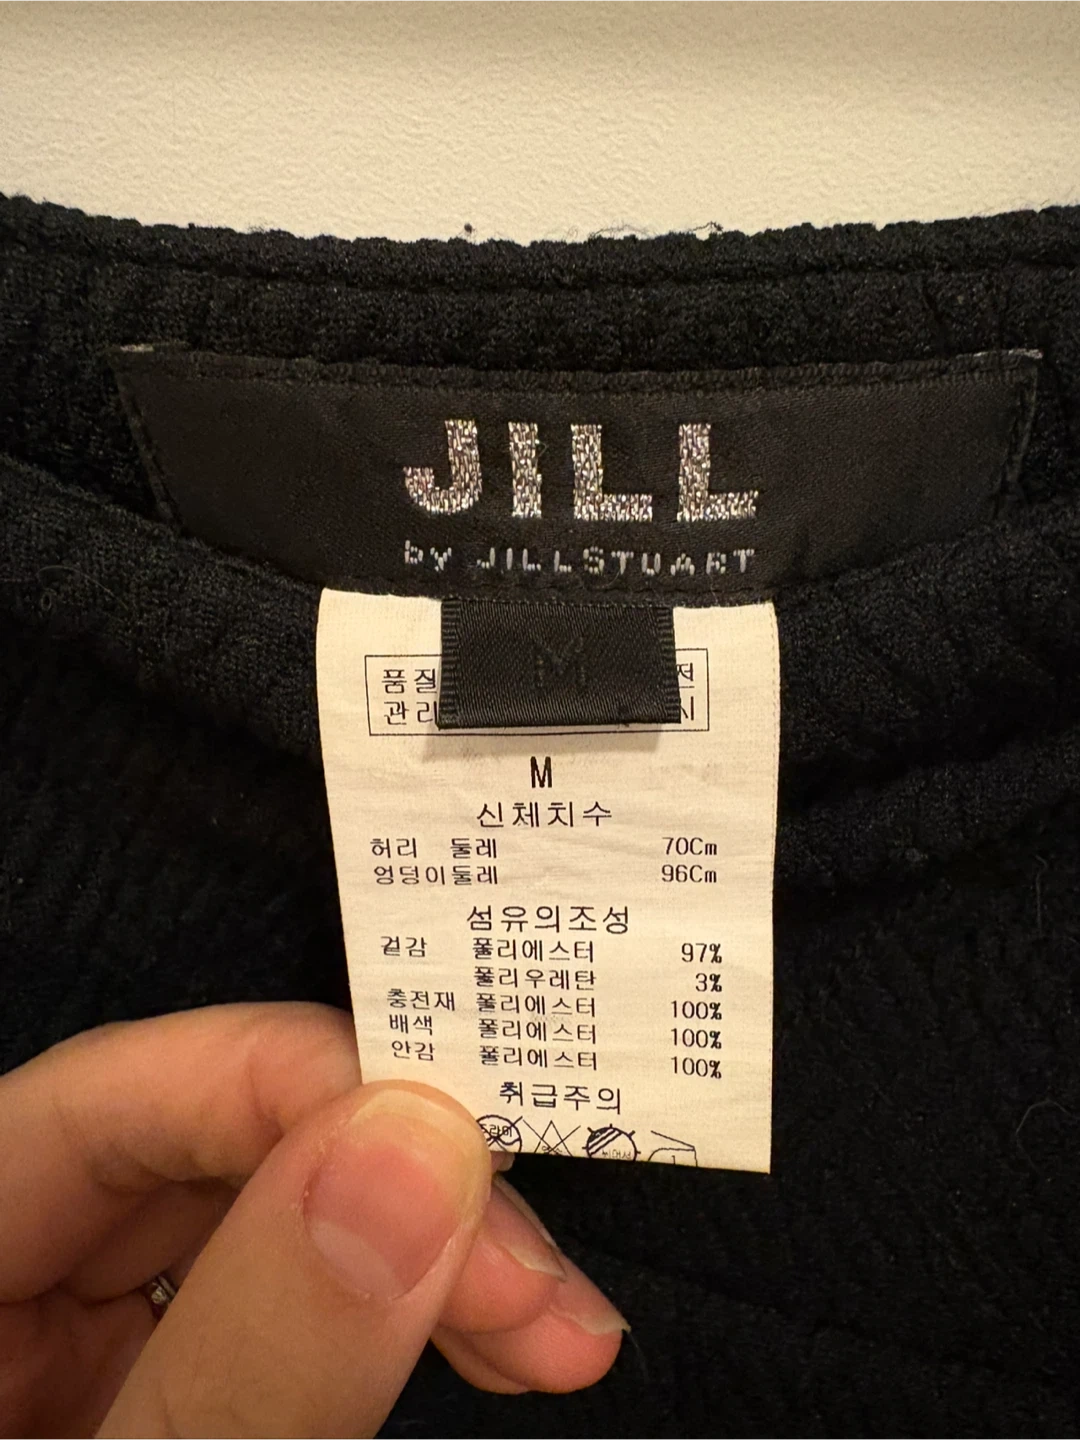 JILL
by JILLSTUART
M
품질
관리
M
신체치수
허리 둘레 70Cm
엉덩이둘레 96Cm
섬유의조성
겉감 폴리에스터 97%
폴리우레탄 3%
충전재 폴리에스터 100%
배색 폴리에스터 100%
안감 폴리에스터 100%
취급주의
드라이